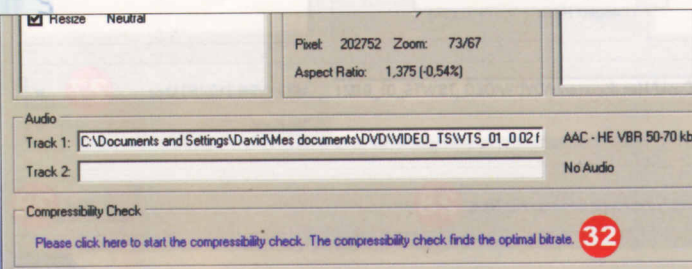 Resize Neutral
Pixel: 202752 Zoom: 73/67
Aspect Ratio: 1,375 (-0,54%)
Audio
Track 1: C:\Documents and Settings\David\Mes documents\DVD\VIDEO_TS\VTS_01_0 02 f AAC - HE VBR 50-70 kb
Track 2: No Audio
Compressibility Check
Please click here to start the compressibility check. The compressibility check finds the optimal bitrate. 32